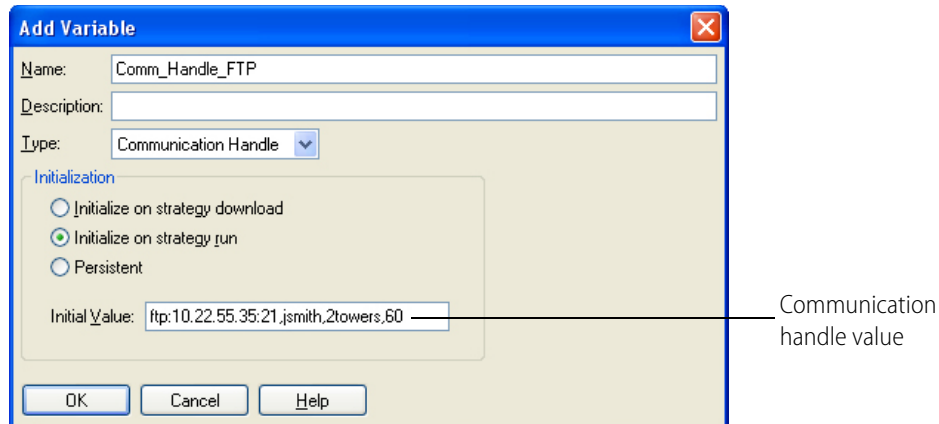 Add Variable
Name: Comm_Handle_FTP
Description:
Type: Communication Handle
Initialization
Initialize on strategy download
Initialize on strategy run
Persistent
Initial Value: ftp:10.22.55.35:21,jsmith,2towers,60
Communication
handle value
OK Cancel Help